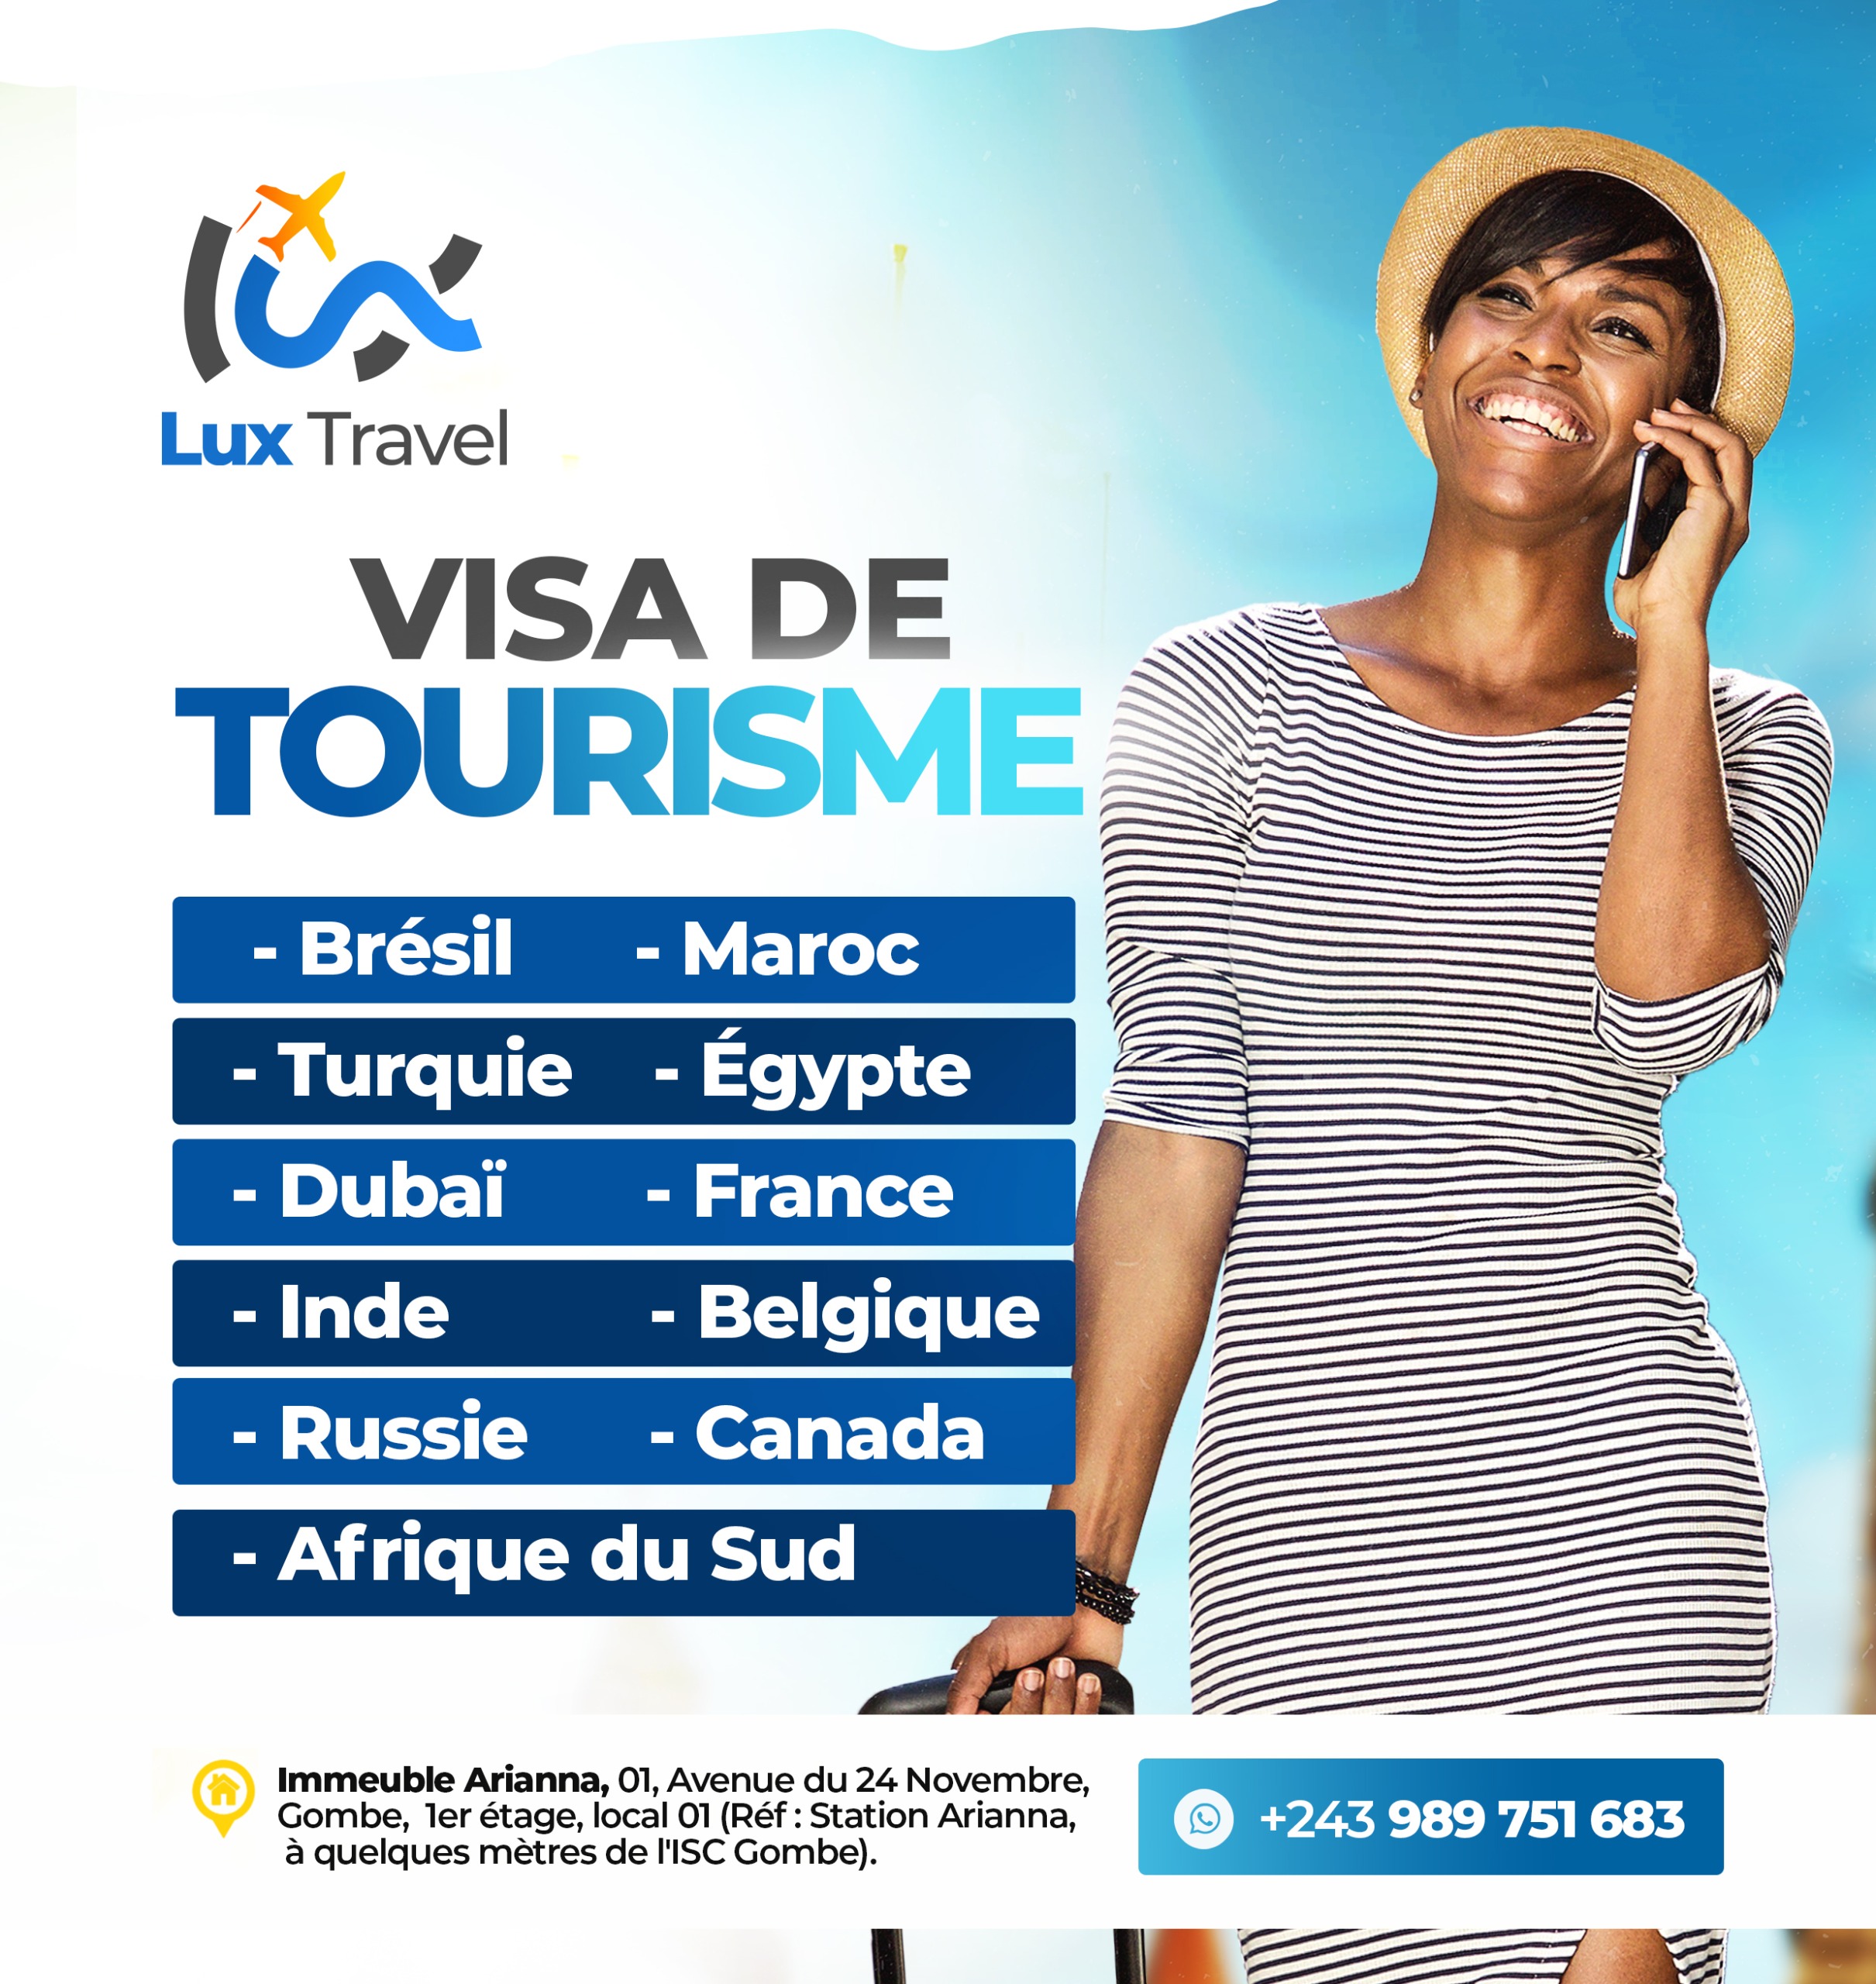 Lux Travel
VISA DE
TOURISME
- Brésil - Maroc
- Turquie - Égypte
- Dubaï - France
- Inde - Belgique
- Russie - Canada
- Afrique du Sud
Immeuble Arianna, 01, Avenue du 24 Novembre,
Gombe, 1er étage, local 01 (Réf : Station Arianna,
à quelques mètres de l'ISC Gombe).
+243 989 751 683